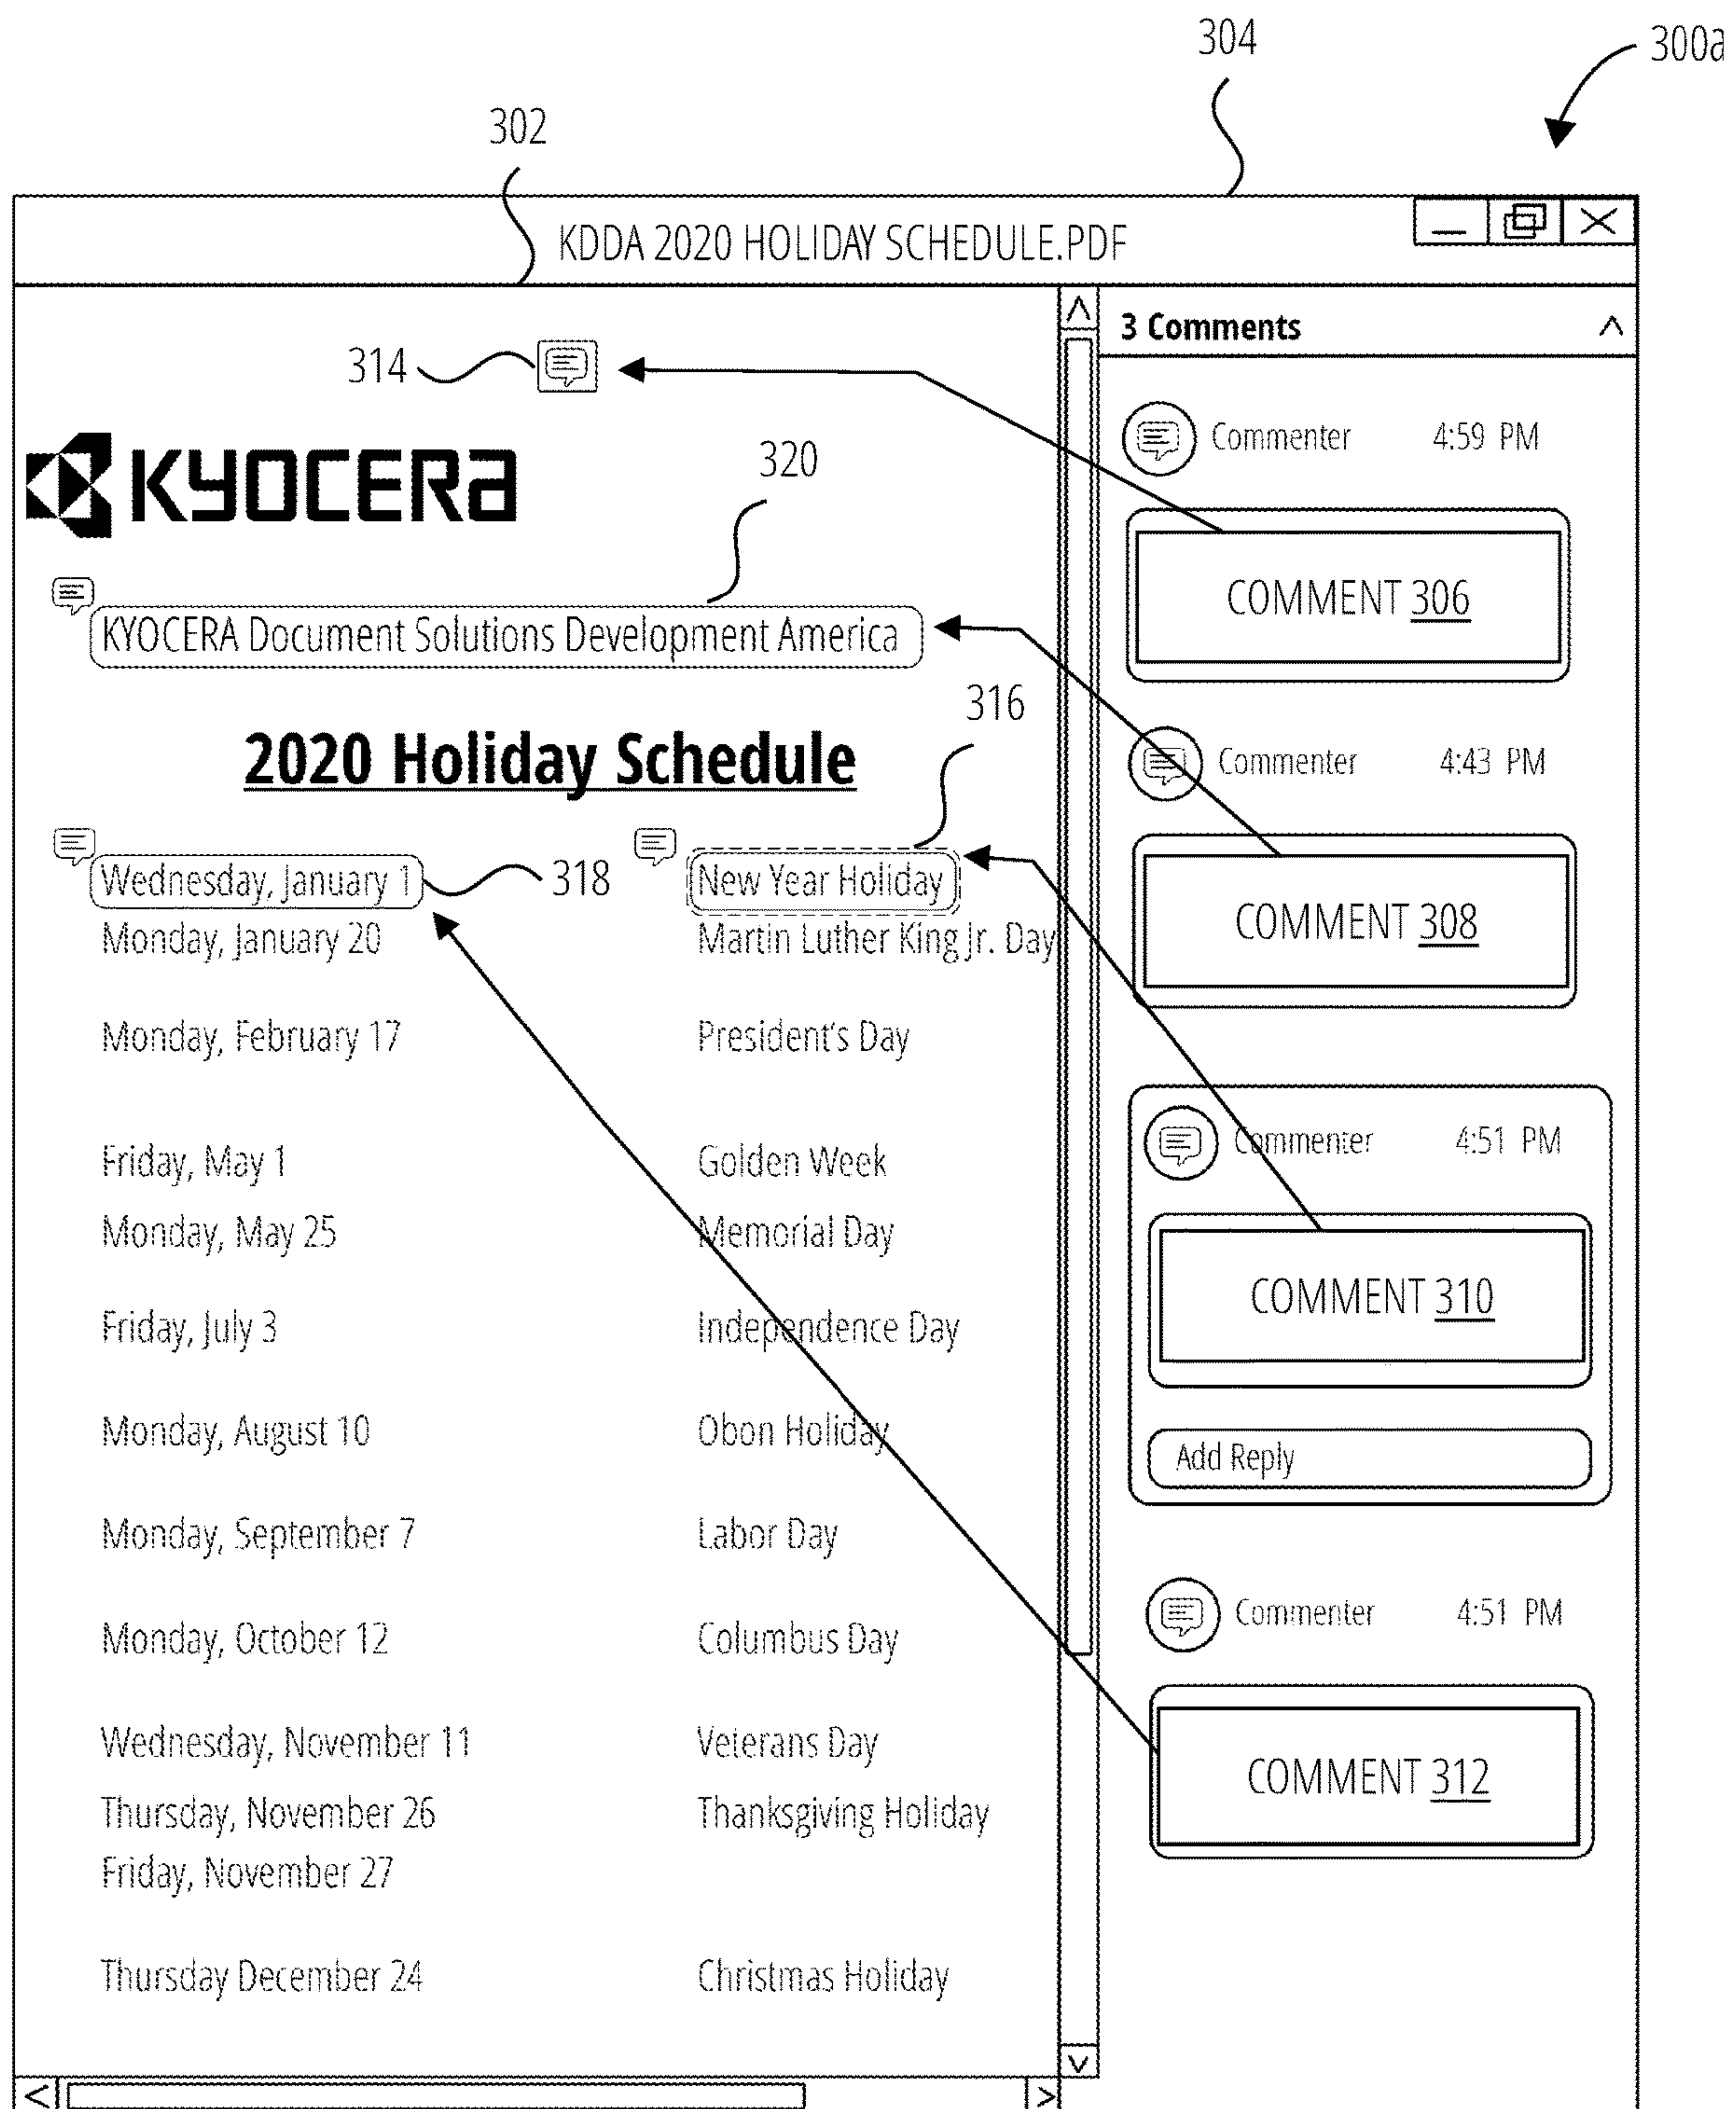 304
300a
302
KDDA 2020 HOLIDAY SCHEDULE.PDF
3 Comments
314
Commenter 4:59 PM
KYOCERA
320
COMMENT 306
KYOCERA Document Solutions Development America
316
2020 Holiday Schedule
Commenter 4:43 PM
Wednesday, January 1
318
New Year Holiday
COMMENT 308
Monday, January 20
Martin Luther King Jr. Day
Monday, February 17
President's Day
Commenter 4:51 PM
Friday, May 1
Golden Week
Monday, May 25
Memorial Day
COMMENT 310
Friday, July 3
Independence Day
Monday, August 10
Obon Holiday
Add Reply
Monday, September 7
Labor Day
Commenter 4:51 PM
Monday, October 12
Columbus Day
Wednesday, November 11
Veterans Day
COMMENT 312
Thursday, November 26
Thanksgiving Holiday
Friday, November 27
Thursday December 24
Christmas Holiday